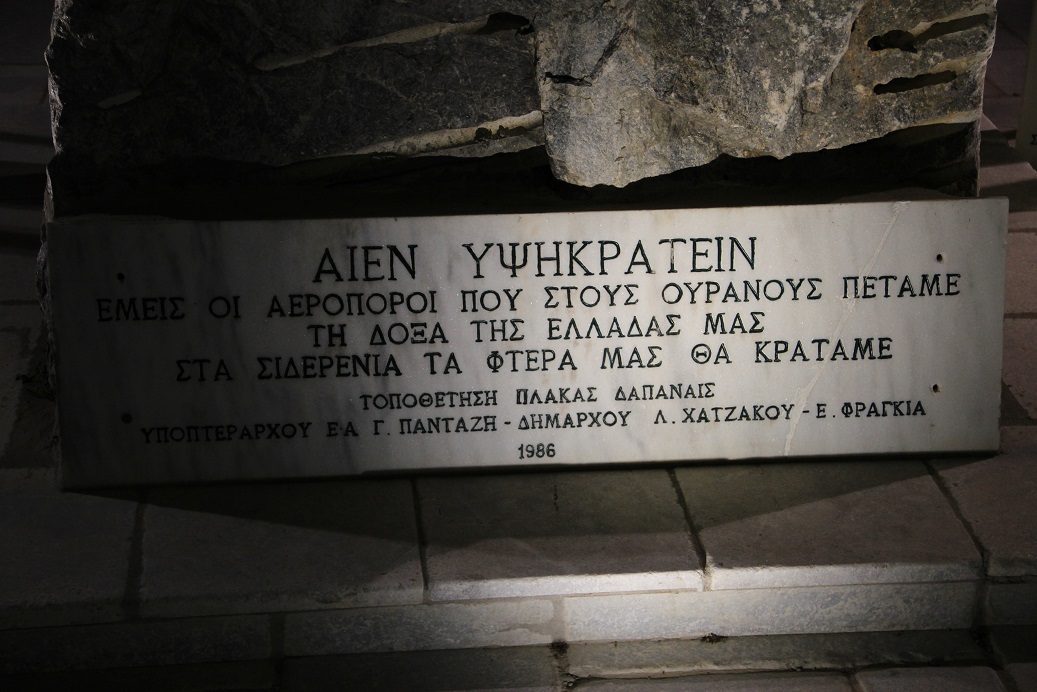 ΑΙΕΝ ΥΨΗΚΡΑΤΕΙΝ
ΕΜΕΙΣ ΟΙ ΑΕΡΟΠΟΡΟΙ ΠΟΥ ΣΤΟΥΣ ΟΥΡΑΝΟΥΣ ΠΕΤΑΜΕ
ΤΗ ΔΟΞΑ ΤΗΣ ΕΛΛΑΔΑΣ ΜΑΣ
ΣΤΑ ΣΙΔΕΡΕΝΙΑ ΤΑ ΦΤΕΡΑ ΜΑΣ ΘΑ ΚΡΑΤΑΜΕ
ΤΟΠΟΘΕΤΗΣΗ ΠΛΑΚΑΣ ΔΑΠΑΝΑΙΣ
ΥΠΟΠΤΕΡΑΡΧΟΥ Ε.Α Γ. ΠΑΝΤΑΖΗ - ΔΗΜΑΡΧΟΥ Λ. ΧΑΤΖΑΚΟΥ - Ε. ΦΡΑΓΚΙΑ
1986